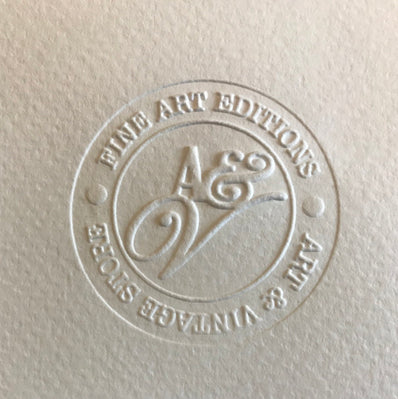 FINE ART EDITIONS
A&V
ART & VINTAGE STORE